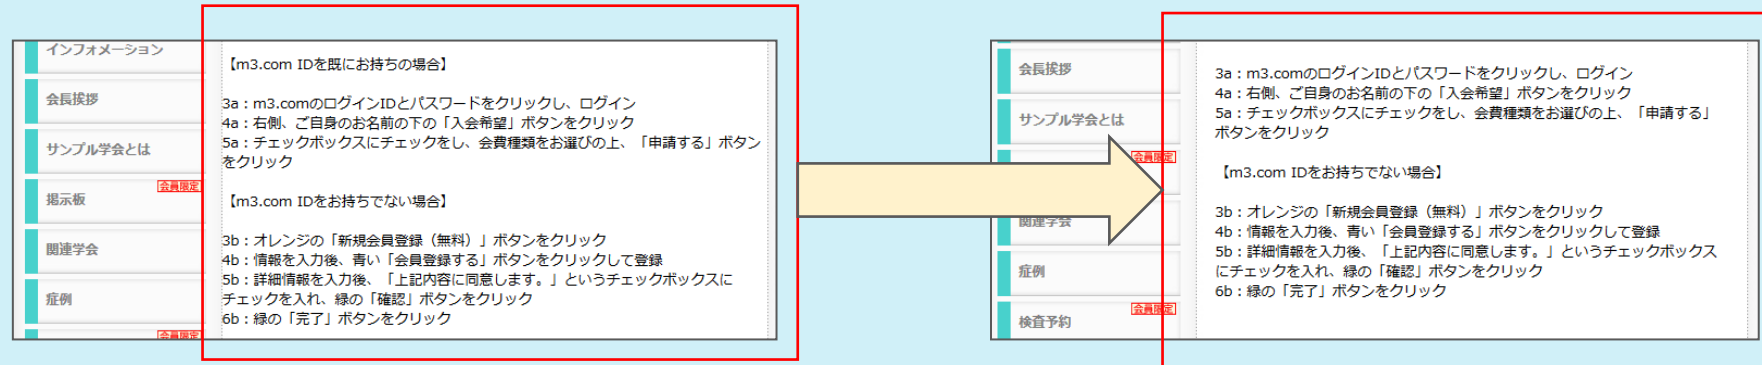 インフォメーション
会長挨拶
サンプル学会とは
会員限定
掲示板
関連学会
症例
会員限定
【m3.com IDを既にお持ちの場合】
3a：m3.comのログインIDとパスワードをクリックし、ログイン
4a：右側、ご自身のお名前の下の「入会希望」ボタンをクリック
5a：チェックボックスにチェックをし、会費種類をお選びの上、「申請する」ボタン
をクリック
【m3.com IDをお持ちでない場合】
3b：オレンジの「新規会員登録（無料）」ボタンをクリック
4b：情報を入力後、青い「会員登録する」ボタンをクリックして登録
5b：詳細情報を入力後、「上記内容に同意します。」というチェックボックスに
チェックを入れ、緑の「確認」ボタンをクリック
6b：緑の「完了」ボタンをクリック
会長挨拶
サンプル学会とは
会員限定
関連学会
症例
会員限定
検査予約
3a：m3.comのログインIDとパスワードをクリックし、ログイン
4a：右側、ご自身のお名前の下の「入会希望」ボタンをクリック
5a：チェックボックスにチェックをし、会費種類をお選びの上、「申請する」
ボタンをクリック
【m3.com IDをお持ちでない場合】
3b：オレンジの「新規会員登録（無料）」ボタンをクリック
4b：情報を入力後、青い「会員登録する」ボタンをクリックして登録
5b：詳細情報を入力後、「上記内容に同意します。」というチェックボックス
にチェックを入れ、緑の「確認」ボタンをクリック
6b：緑の「完了」ボタンをクリック